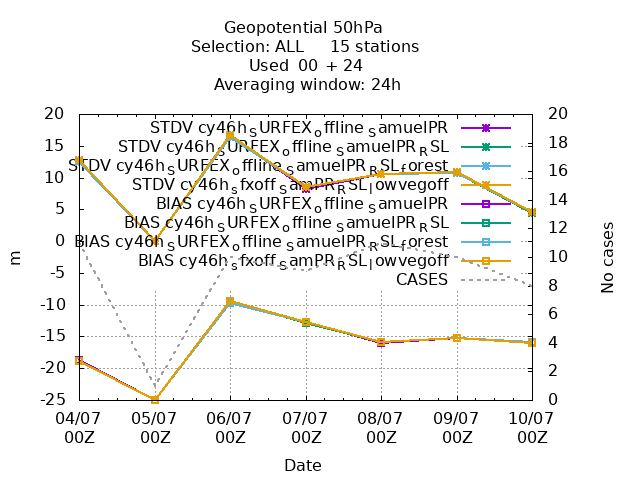 Geopotential 50hPa
Selection: ALL     15 stations
Used  00  + 24
Averaging window: 24h
STDV cy46h_SURFEX_offline_SamuelPR
STDV cy46h_SURFEX_offline_SamuelPR_RSL
STDV cy46h_SURFEX_offline_SamuelPR_RSL_forest
STDV cy46h_sfxoff_SamPR_RSL_lowvegoff
BIAS cy46h_SURFEX_offline_SamuelPR
BIAS cy46h_SURFEX_offline_SamuelPR_RSL
BIAS cy46h_SURFEX_offline_SamuelPR_RSL_forest
BIAS cy46h_sfxoff_SamPR_RSL_lowvegoff
CASES
20
15
10
5
0
-5
-10
-15
-20
-25
m
20
18
16
14
12
10
8
6
4
2
0
No cases
04/07 05/07 06/07 07/07 08/07 09/07 10/07
00Z 00Z 00Z 00Z 00Z 00Z 00Z
Date